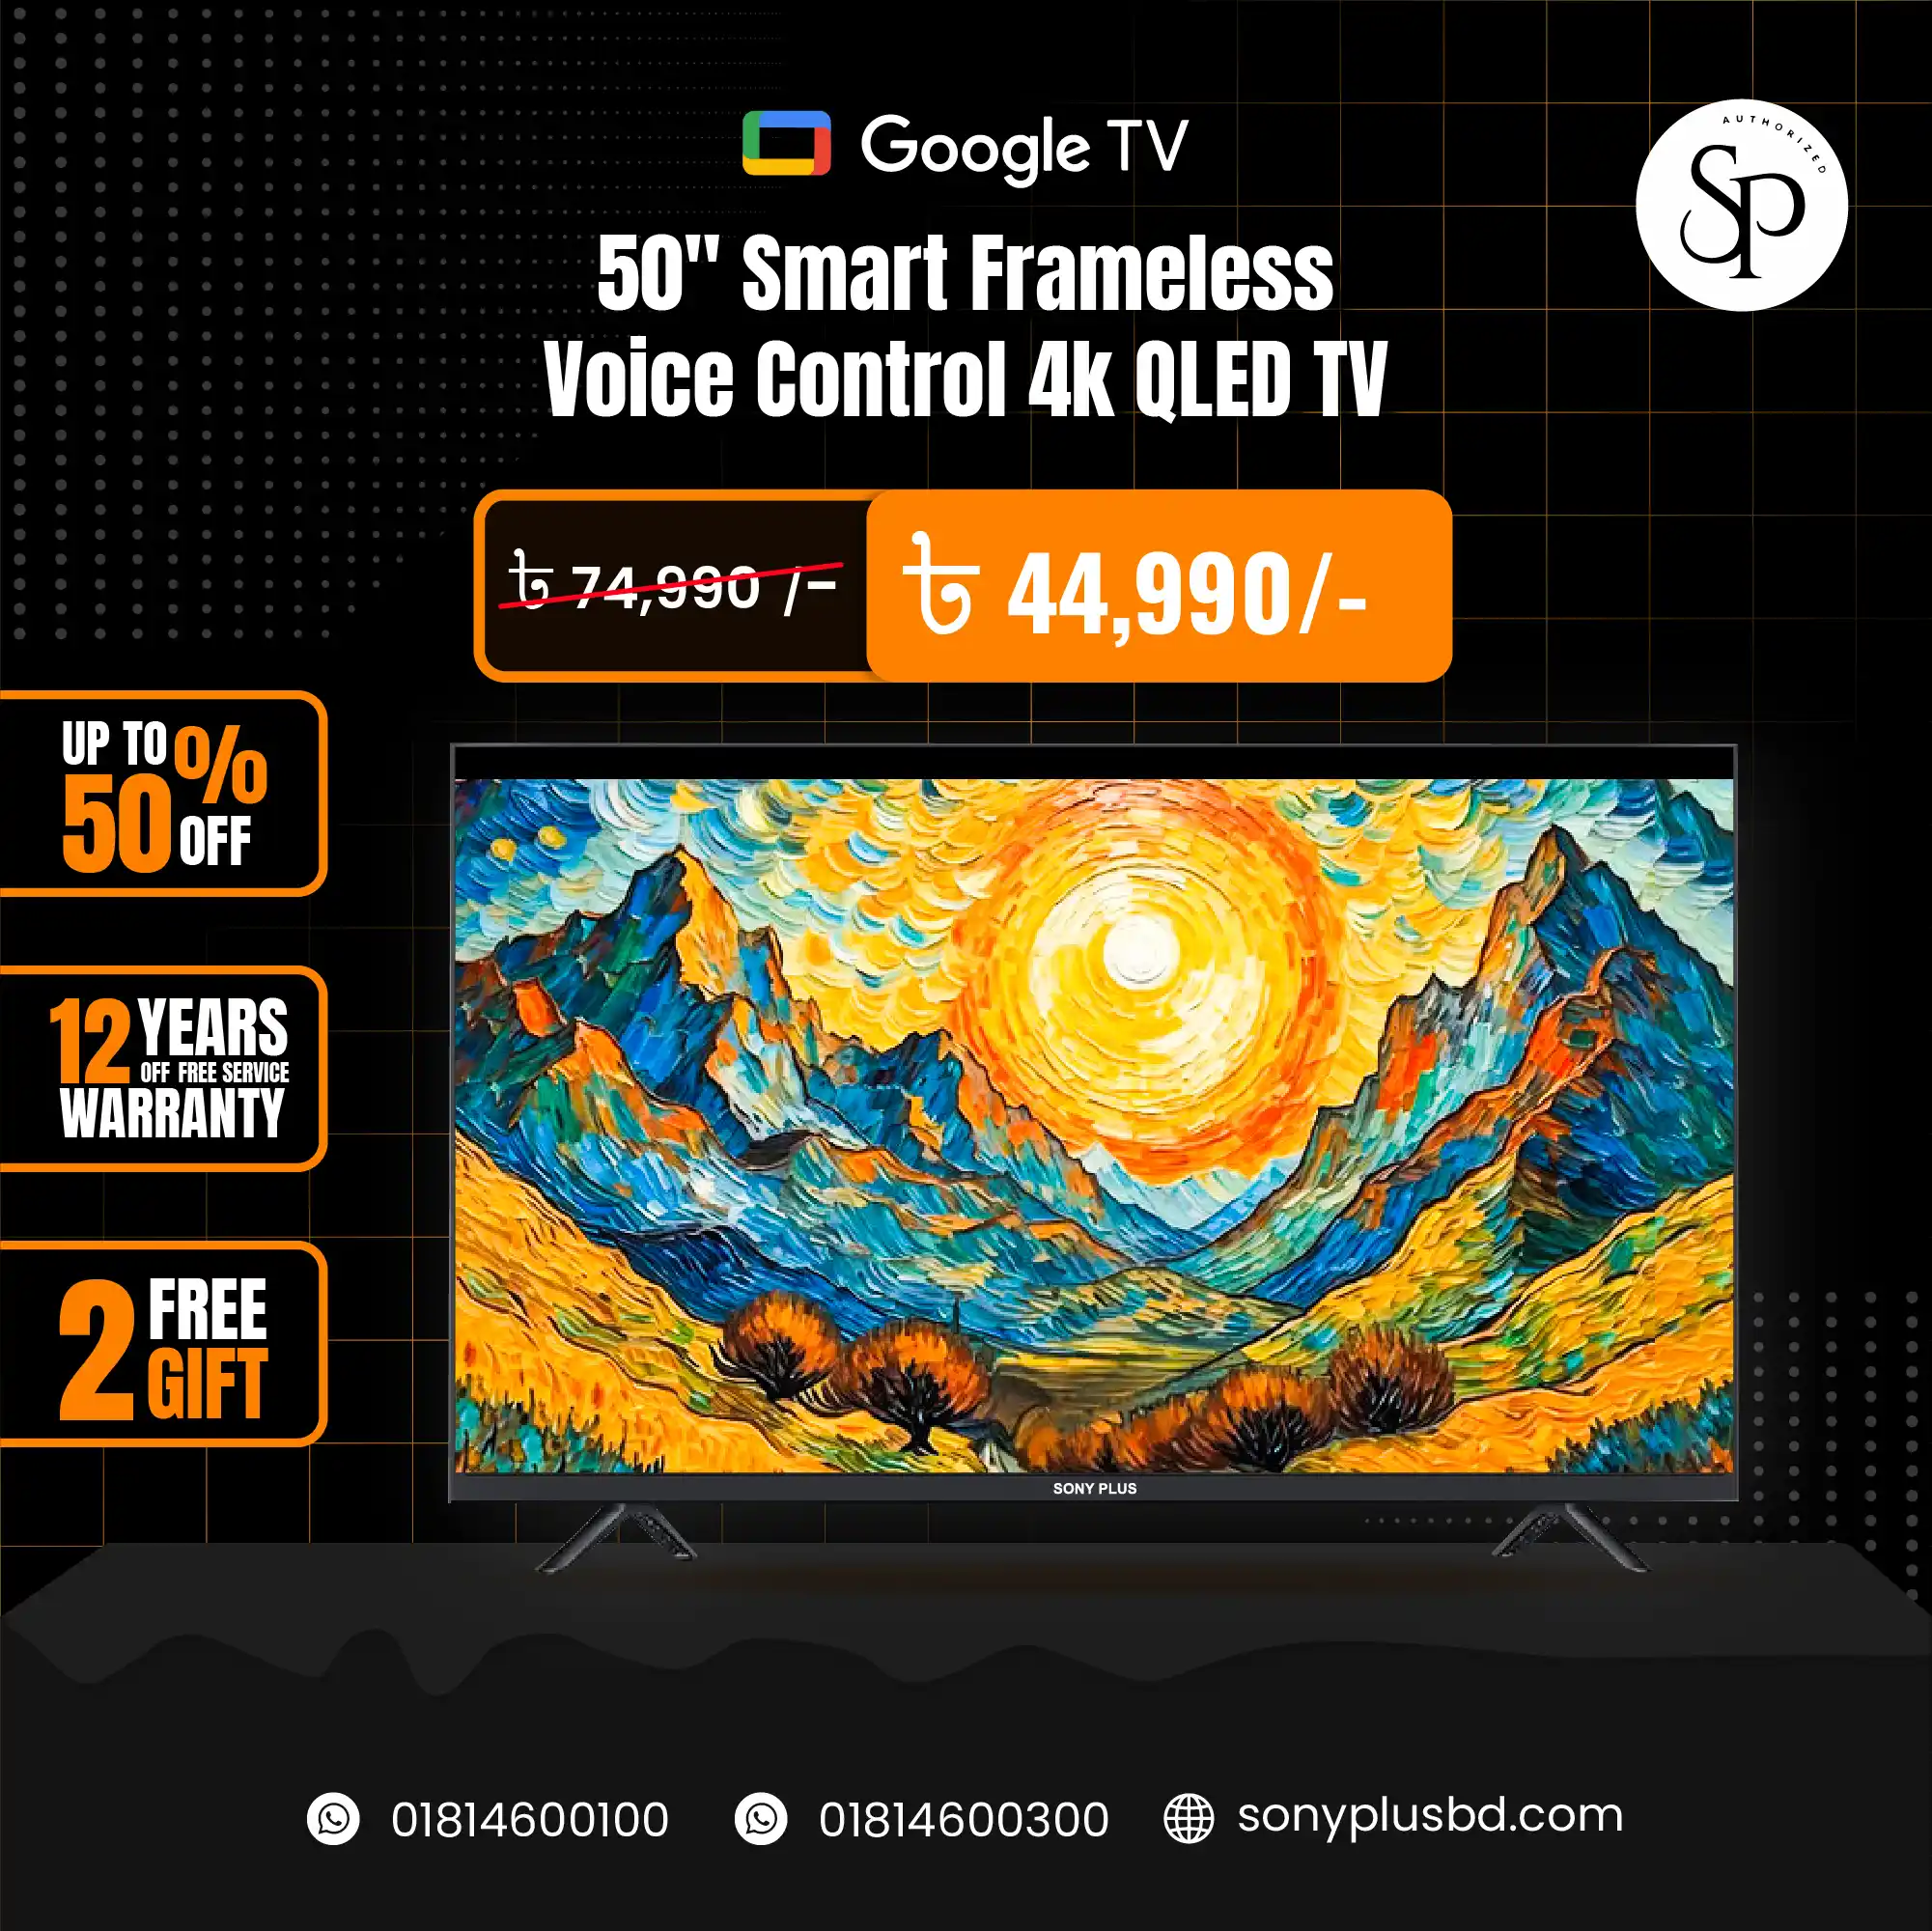 Google TV
AUTHORIZED
SP
50" Smart Frameless
Voice Control 4k QLED TV
৳ 74,990 /-
৳ 44,990/-
UP TO
50% OFF
12 YEARS
OFF FREE SERVICE
WARRANTY
2 FREE
GIFT
SONY PLUS
01814600100
01814600300
sonyplusbd.com